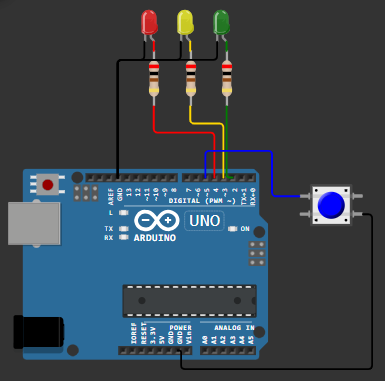 AREF
GND
13
12
~11
~10
~9
8
7
~6
~5
4
~3
2
TX→1
RX←0
DIGITAL (PWM ~)
L
TX
RX
UNO
ARDUINO
ON
IOREF
RESET
3.3V
5V
GND
GND
Vin
POWER
ANALOG IN
A0
A1
A2
A3
A4
A5